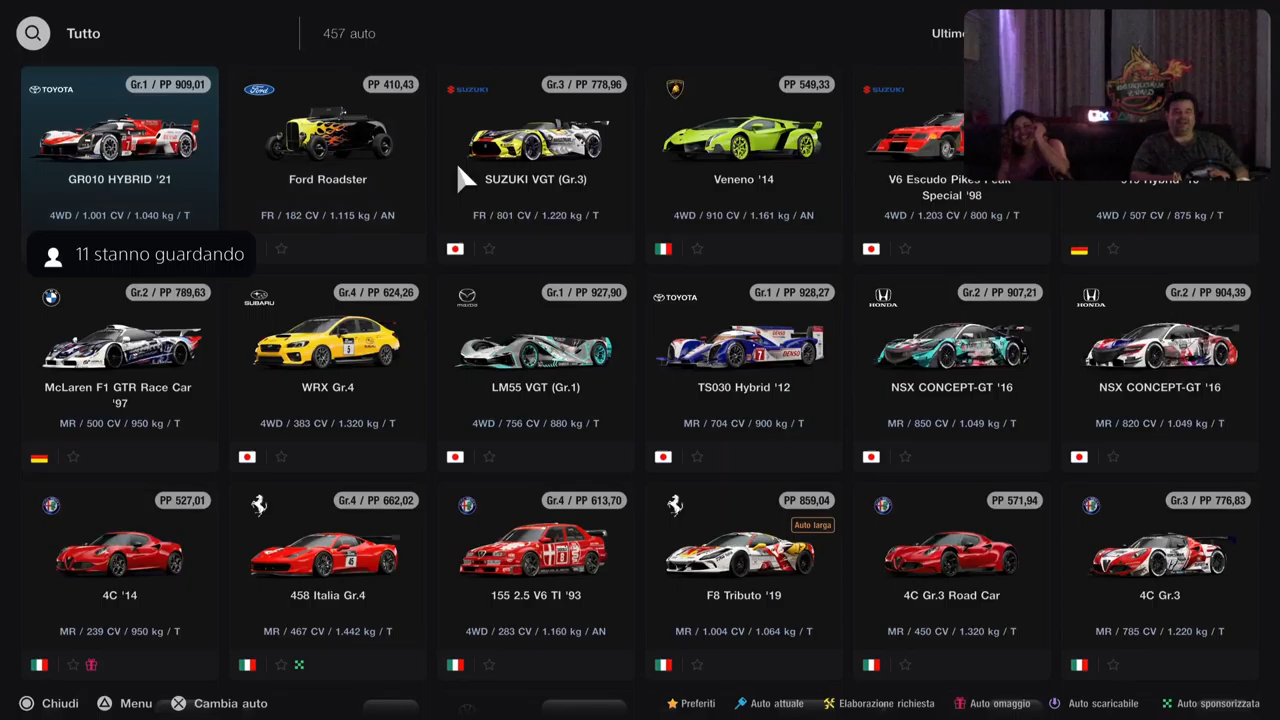 Tutto
457 auto
TOYOTA
Gr.1 / PP 909,01
GR010 HYBRID '21
4WD / 1.001 CV / 1.040 kg / T
Ford
PP 410,43
Ford Roadster
FR / 182 CV / 1.115 kg / AN
SUZUKI
Gr.3 / PP 778,96
SUZUKI VGT (Gr.3)
FR / 801 CV / 1.220 kg / T
PP 549,33
Veneno '14
4WD / 910 CV / 1.161 kg / AN
SUZUKI
V6 Escudo Pikes Peak
Special '98
4WD / 1.203 CV / 800 kg / T
4WD / 507 CV / 875 kg / T
11 stanno guardando
Gr.2 / PP 789,63
McLaren F1 GTR Race Car
'97
MR / 500 CV / 950 kg / T
SUBARU
Gr.4 / PP 624,26
WRX Gr.4
4WD / 383 CV / 1.320 kg / T
mazda
Gr.1 / PP 927,90
LM55 VGT (Gr.1)
4WD / 756 CV / 880 kg / T
TOYOTA
Gr.1 / PP 928,27
TS030 Hybrid '12
MR / 704 CV / 900 kg / T
HONDA
Gr.2 / PP 907,21
NSX CONCEPT-GT '16
MR / 850 CV / 1.049 kg / T
HONDA
Gr.2 / PP 904,39
NSX CONCEPT-GT '16
MR / 820 CV / 1.049 kg / T
PP 527,01
4C '14
MR / 239 CV / 950 kg / T
Gr.4 / PP 662,02
458 Italia Gr.4
MR / 467 CV / 1.442 kg / T
Gr.4 / PP 613,70
155 2.5 V6 TI '93
4WD / 283 CV / 1.160 kg / AN
PP 859,04
Auto larga
F8 Tributo '19
MR / 1.004 CV / 1.064 kg / T
PP 571,94
4C Gr.3 Road Car
MR / 450 CV / 1.320 kg / T
Gr.3 / PP 776,83
4C Gr.3
MR / 785 CV / 1.220 kg / T
Chiudi
Menu
Cambia auto
Preferiti
Auto attuale
Elaborazione richiesta
Auto omaggio
Auto scaricabile
Auto sponsorizzata